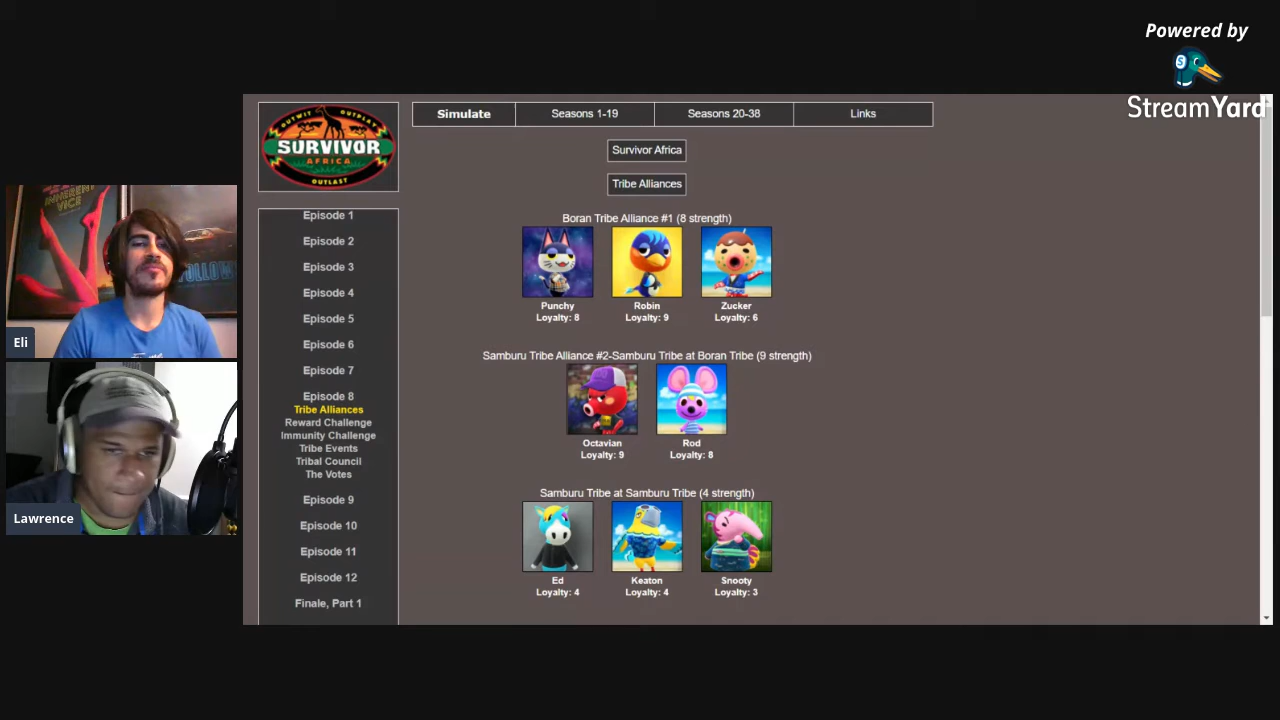 Powered by
StreamYard
OUTWIT OUTPLAY
SURVIVOR
AFRICA
OUTLAST
Simulate
Seasons 1-19
Seasons 20-38
Links
Survivor Africa
Tribe Alliances
Episode 1
Episode 2
Episode 3
Episode 4
Episode 5
Episode 6
Episode 7
Episode 8
Tribe Alliances
Reward Challenge
Immunity Challenge
Tribe Events
Tribal Council
The Votes
Episode 9
Episode 10
Episode 11
Episode 12
Finale, Part 1
Boran Tribe Alliance #1 (8 strength)
Punchy
Loyalty: 8
Robin
Loyalty: 9
Zucker
Loyalty: 6
Samburu Tribe Alliance #2-Samburu Tribe at Boran Tribe (9 strength)
Octavian
Loyalty: 9
Rod
Loyalty: 8
Samburu Tribe at Samburu Tribe (4 strength)
Ed
Loyalty: 4
Keaton
Loyalty: 4
Snooty
Loyalty: 3
INHERENT
VICE
FOLLOW
Eli
Lawrence